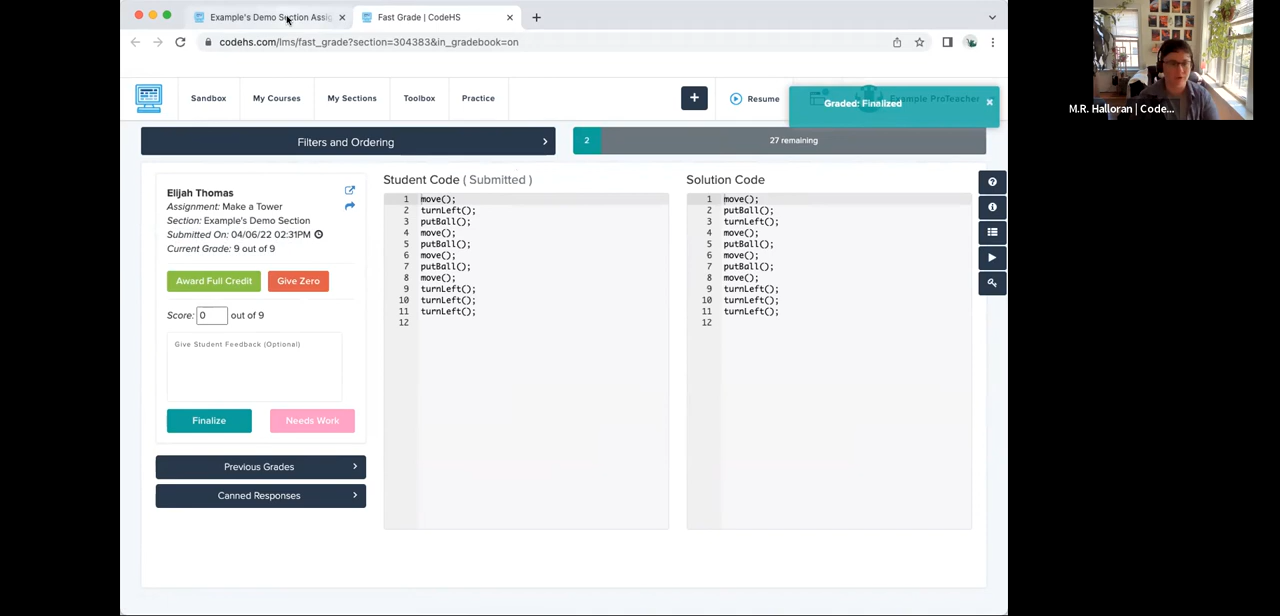 Example's Demo Section Assig
Fast Grade | CodeHS
codehs.com/lms/fast_grade?section=304383&in_gradebook=on
Sandbox
My Courses
My Sections
Toolbox
Practice
+
Resume
Example ProTeacher
Graded: Finalized
Filters and Ordering
2
27 remaining
Elijah Thomas
Assignment: Make a Tower
Section: Example's Demo Section
Submitted On: 04/06/22 02:31PM
Current Grade: 9 out of 9
Award Full Credit
Give Zero
Score: 0 out of 9
Give Student Feedback (Optional)
Finalize
Needs Work
Previous Grades
Canned Responses
Student Code ( Submitted )
1 move();
2 turnLeft();
3 putBall();
4 move();
5 putBall();
6 move();
7 putBall();
8 move();
9 turnLeft();
10 turnLeft();
11 turnLeft();
12
Solution Code
1 move();
2 putBall();
3 turnLeft();
4 move();
5 putBall();
6 move();
7 putBall();
8 move();
9 turnLeft();
10 turnLeft();
11 turnLeft();
12
M.R. Halloran | Code...